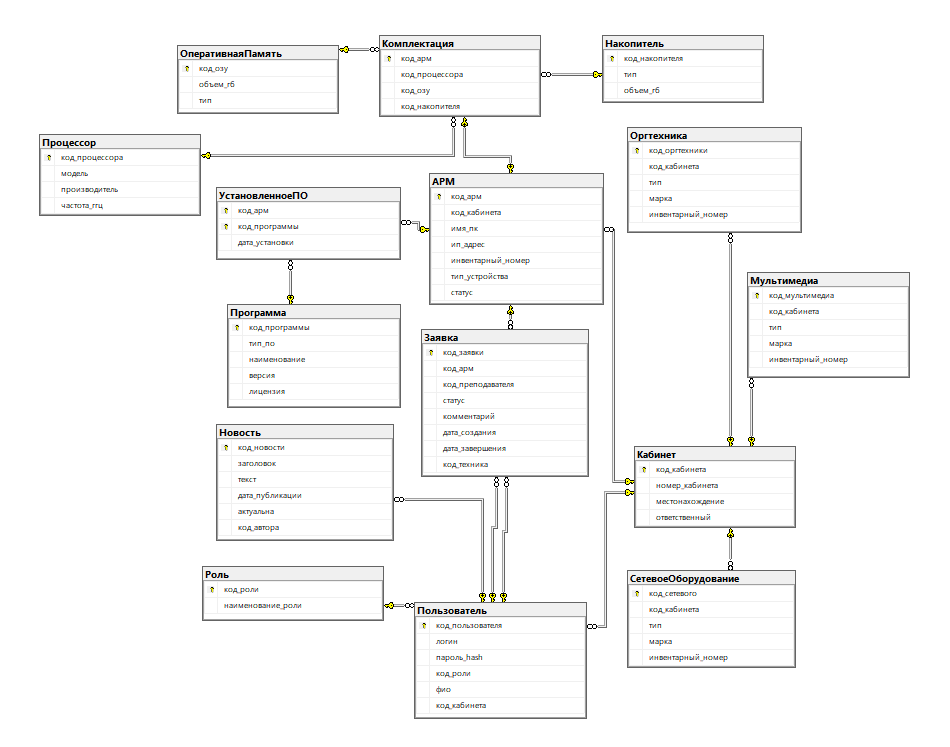 ОперативнаяПамять
код_озу
объем_гб
тип
Комплектация
код_арм
код_процессора
код_озу
код_накопителя
Накопитель
код_накопителя
тип
объем_гб
Процессор
код_процессора
модель
производитель
частота_ггц
УстановленноеПО
код_арм
код_программы
дата_установки
АРМ
код_арм
код_кабинета
имя_пк
ип_адрес
инвентарный_номер
тип_устройства
статус
Оргтехника
код_оргтехники
код_кабинета
тип
марка
инвентарный_номер
Мультимедиа
код_мультимедиа
код_кабинета
тип
марка
инвентарный_номер
Программа
код_программы
тип_по
наименование
версия
лицензия
Заявка
код_заявки
код_арм
код_преподавателя
статус
комментарий
дата_создания
дата_завершения
код_техника
Новость
код_новости
заголовок
текст
дата_публикации
актуальна
код_автора
Кабинет
код_кабинета
номер_кабинета
местонахождение
ответственный
Роль
код_роли
наименование_роли
Пользователь
код_пользователя
логин
пароль_hash
код_роли
фио
код_кабинета
СетевоеОборудование
код_сетевого
код_кабинета
тип
марка
инвентарный_номер